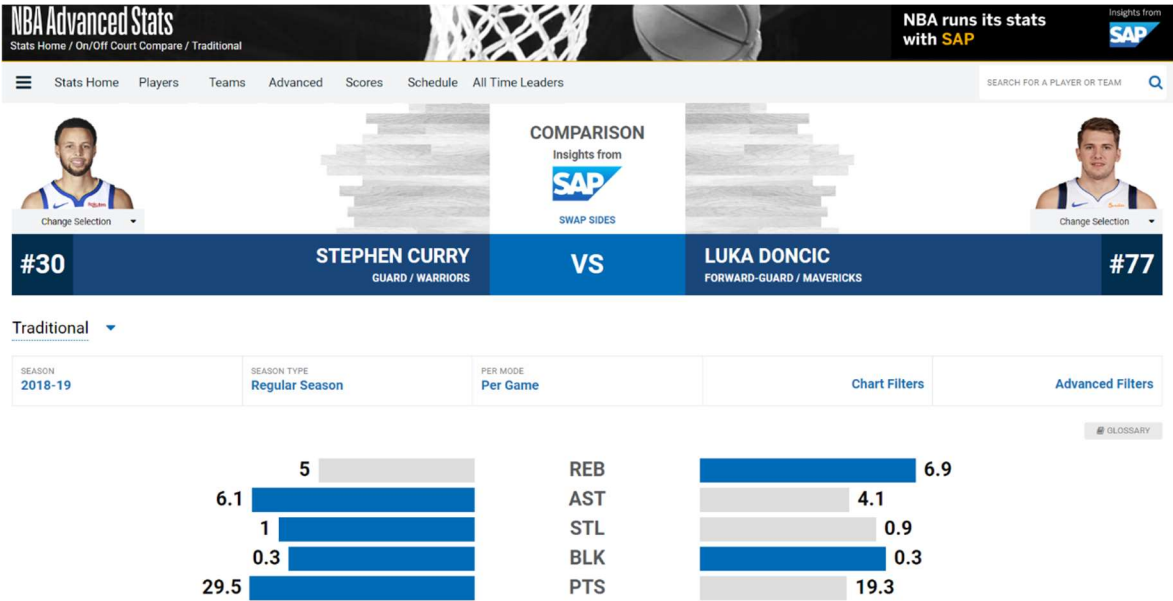 NBA Advanced Stats
Stats Home / On/Off Court Compare / Traditional
NBA runs its stats
with SAP
Insights from
SAP
Stats Home Players Teams Advanced Scores Schedule All Time Leaders
SEARCH FOR A PLAYER OR TEAM
COMPARISON
Insights from
SAP
SWAP SIDES
Change Selection
Change Selection
#30
STEPHEN CURRY
GUARD / WARRIORS
VS
LUKA DONCIC
FORWARD-GUARD / MAVERICKS
#77
Traditional
SEASON
2018-19
SEASON TYPE
Regular Season
PER MODE
Per Game
Chart Filters
Advanced Filters
GLOSSARY
5 REB 6.9
6.1 AST 4.1
1 STL 0.9
0.3 BLK 0.3
29.5 PTS 19.3